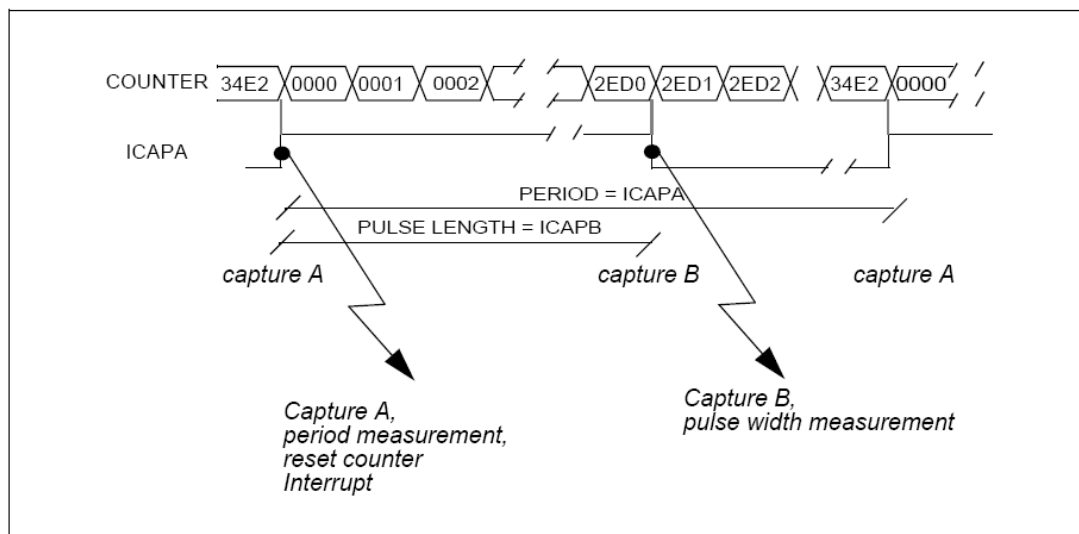 COUNTER 34E2 0000 0001 0002 2ED0 2ED1 2ED2 34E2 0000
ICAPA
PERIOD = ICAPA
PULSE LENGTH = ICAPB
capture A capture B capture A
Capture A,
period measurement,
reset counter
Interrupt
Capture B,
pulse width measurement